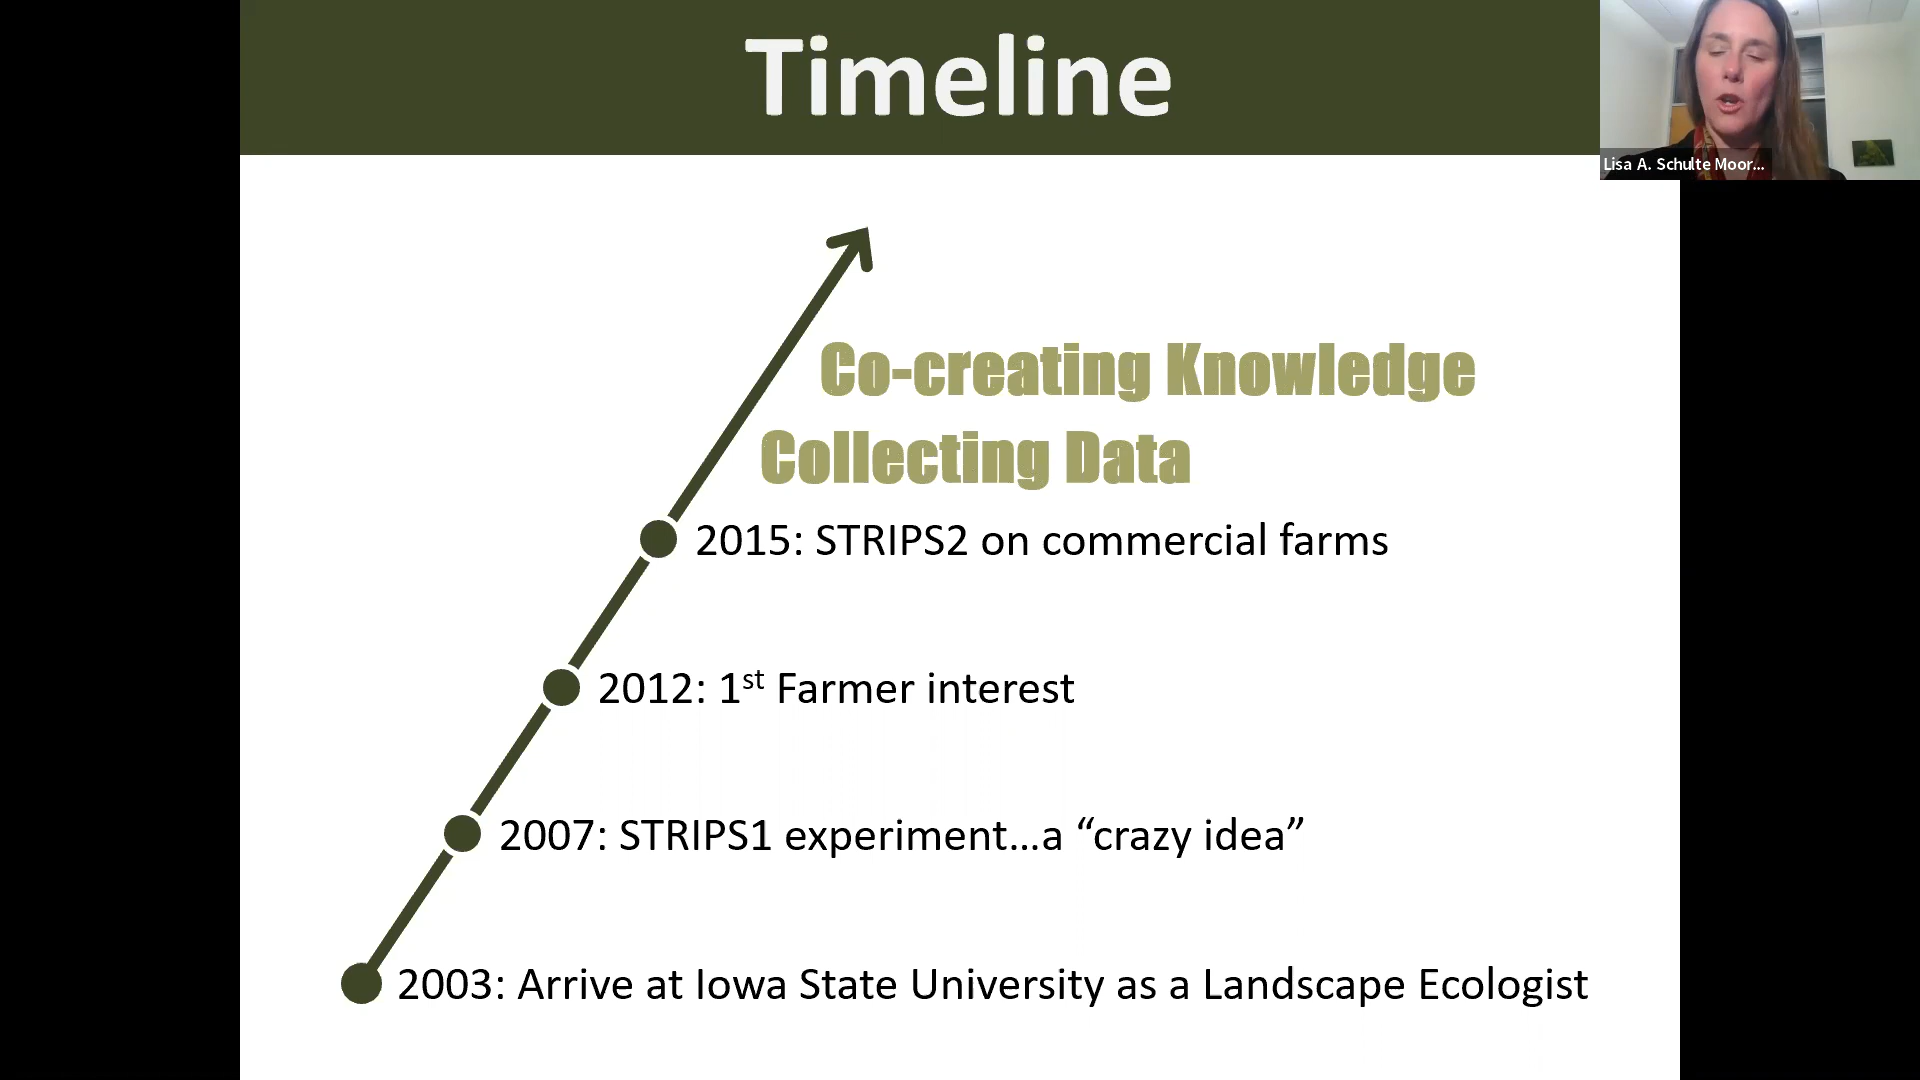 Timeline
Lisa A. Schulte Moor...
Co-creating Knowledge
Collecting Data
2015: STRIPS2 on commercial farms
2012: 1st Farmer interest
2007: STRIPS1 experiment…a “crazy idea”
2003: Arrive at Iowa State University as a Landscape Ecologist